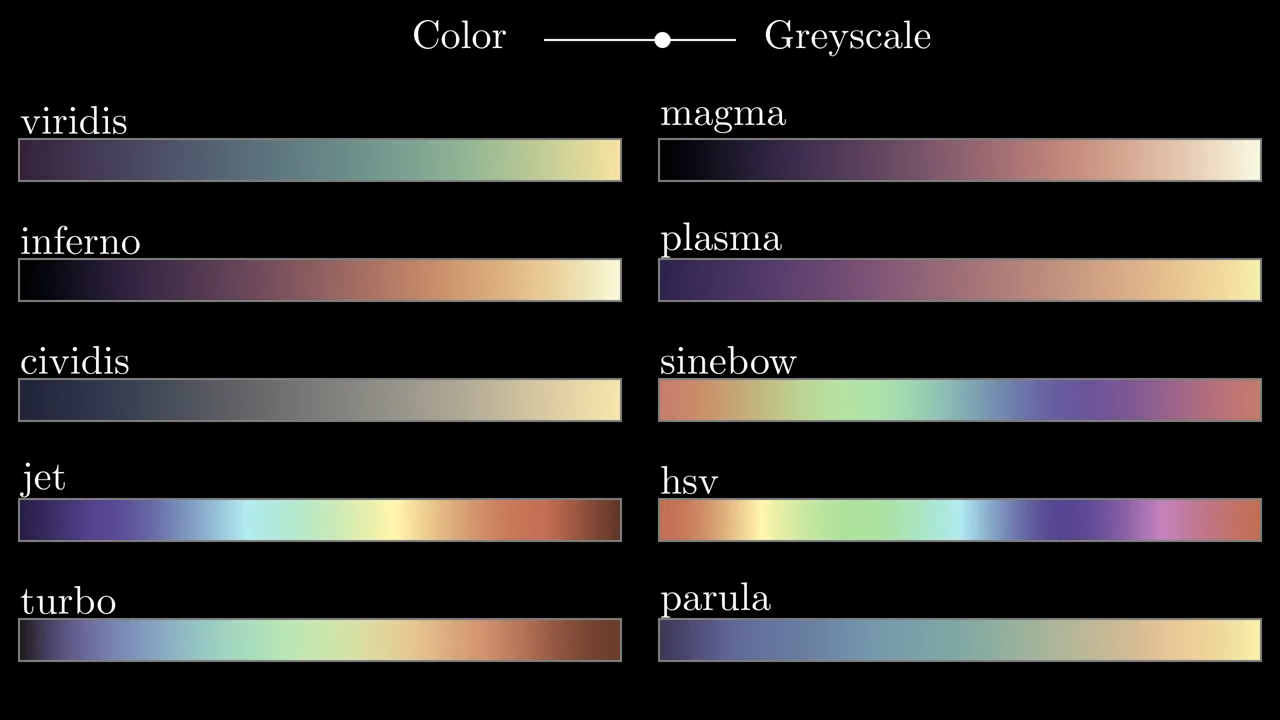 Color Greyscale
viridis
magma
inferno
plasma
cividis
sinebow
jet
hsv
turbo
parula